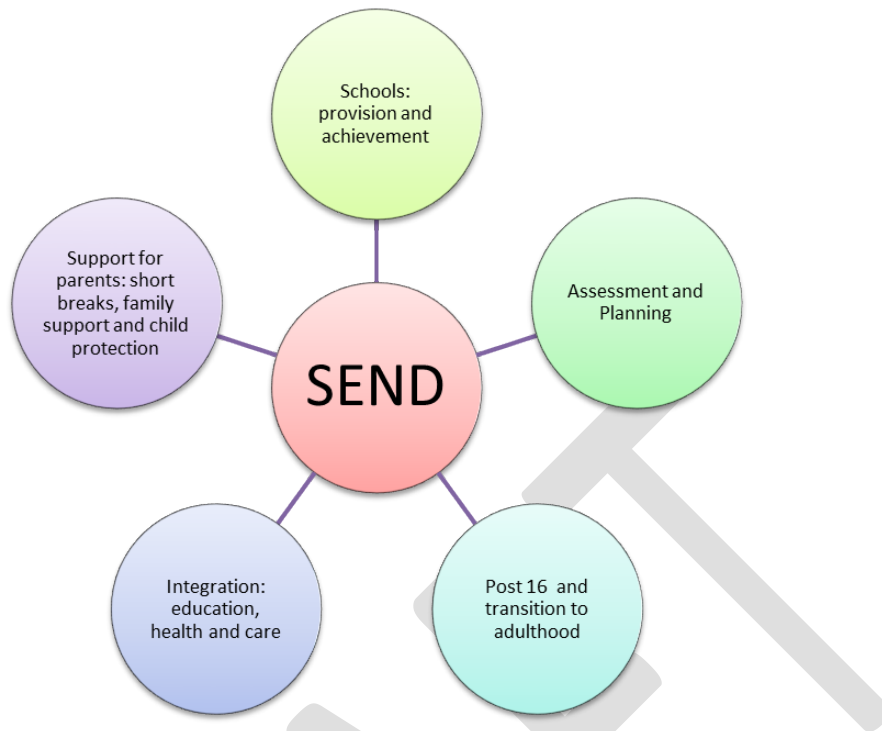 Schools:
provision and
achievement
Support for
parents: short
breaks, family
support and child
protection
Assessment and
Planning
SEND
Integration:
education,
health and care
Post 16 and
transition to
adulthood